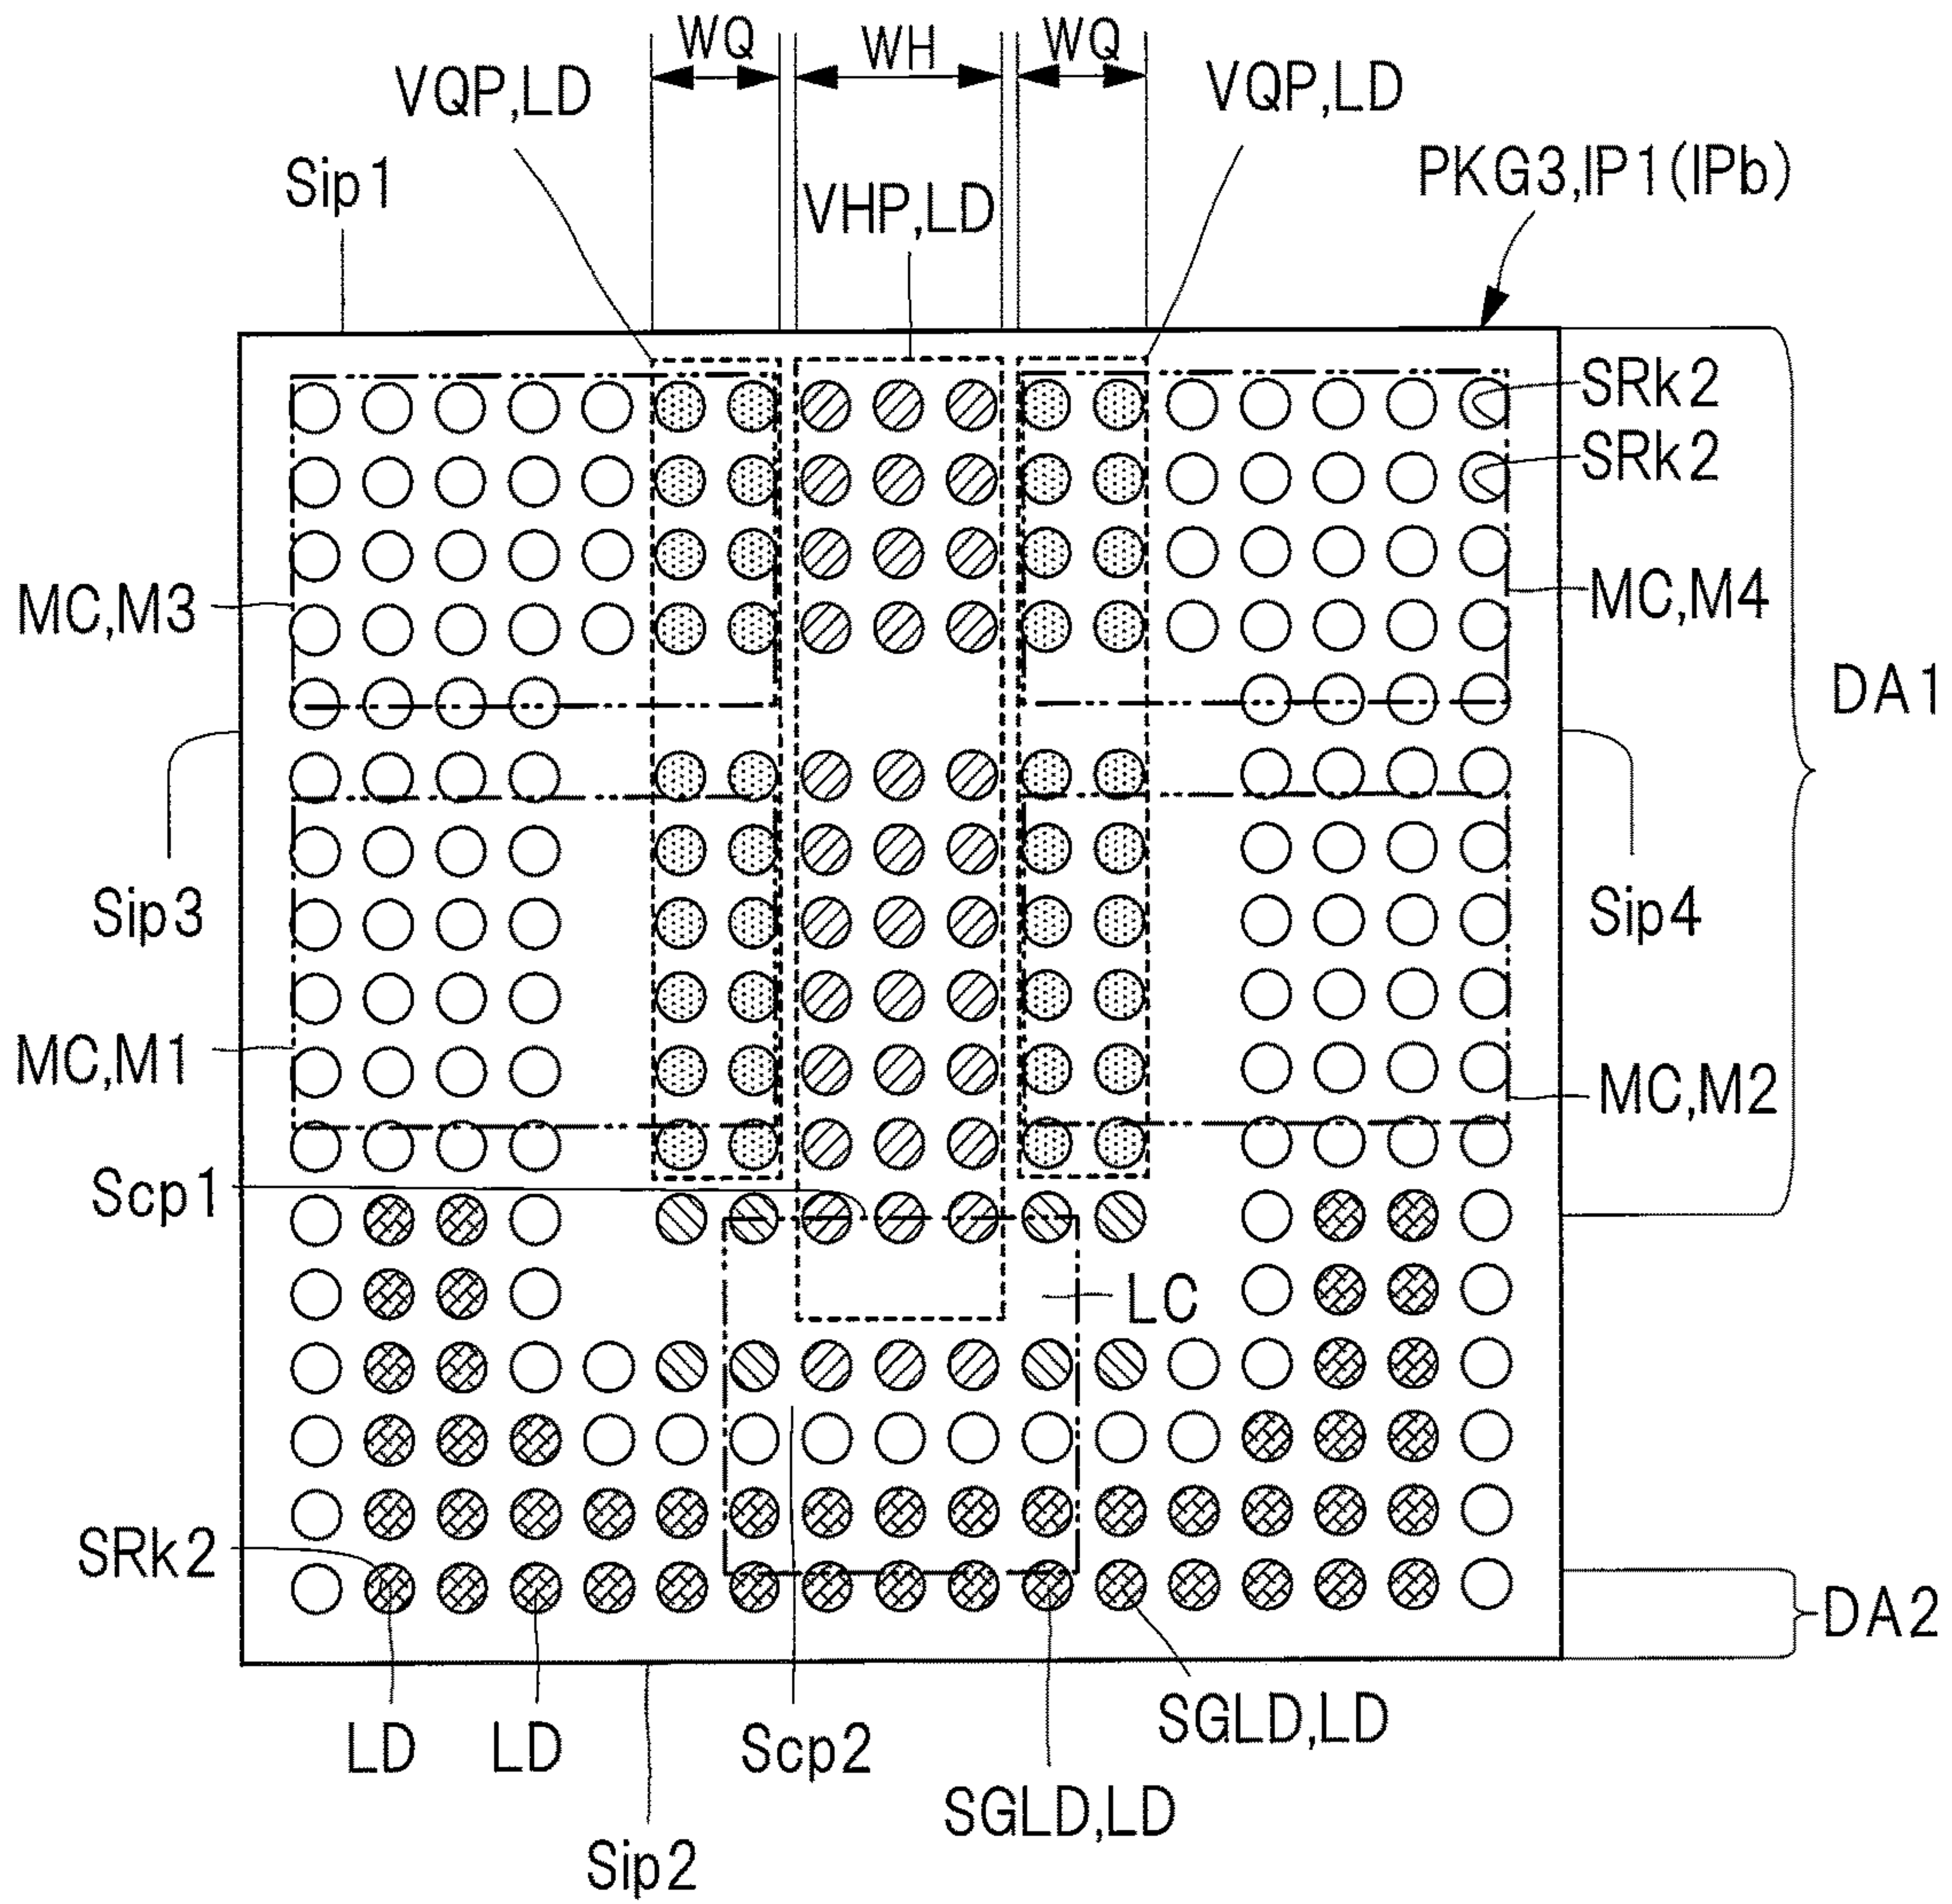 WQ
WH
WQ
VQP,LD
VQP,LD
Sip1
VHP,LD
PKG3,IP1(IPb)
SRk2
SRk2
MC,M3
MC,M4
DA1
Sip3
Sip4
MC,M1
MC,M2
Scp1
LC
SRk2
DA2
LD
LD
Scp2
SGLD,LD
SGLD,LD
Sip2